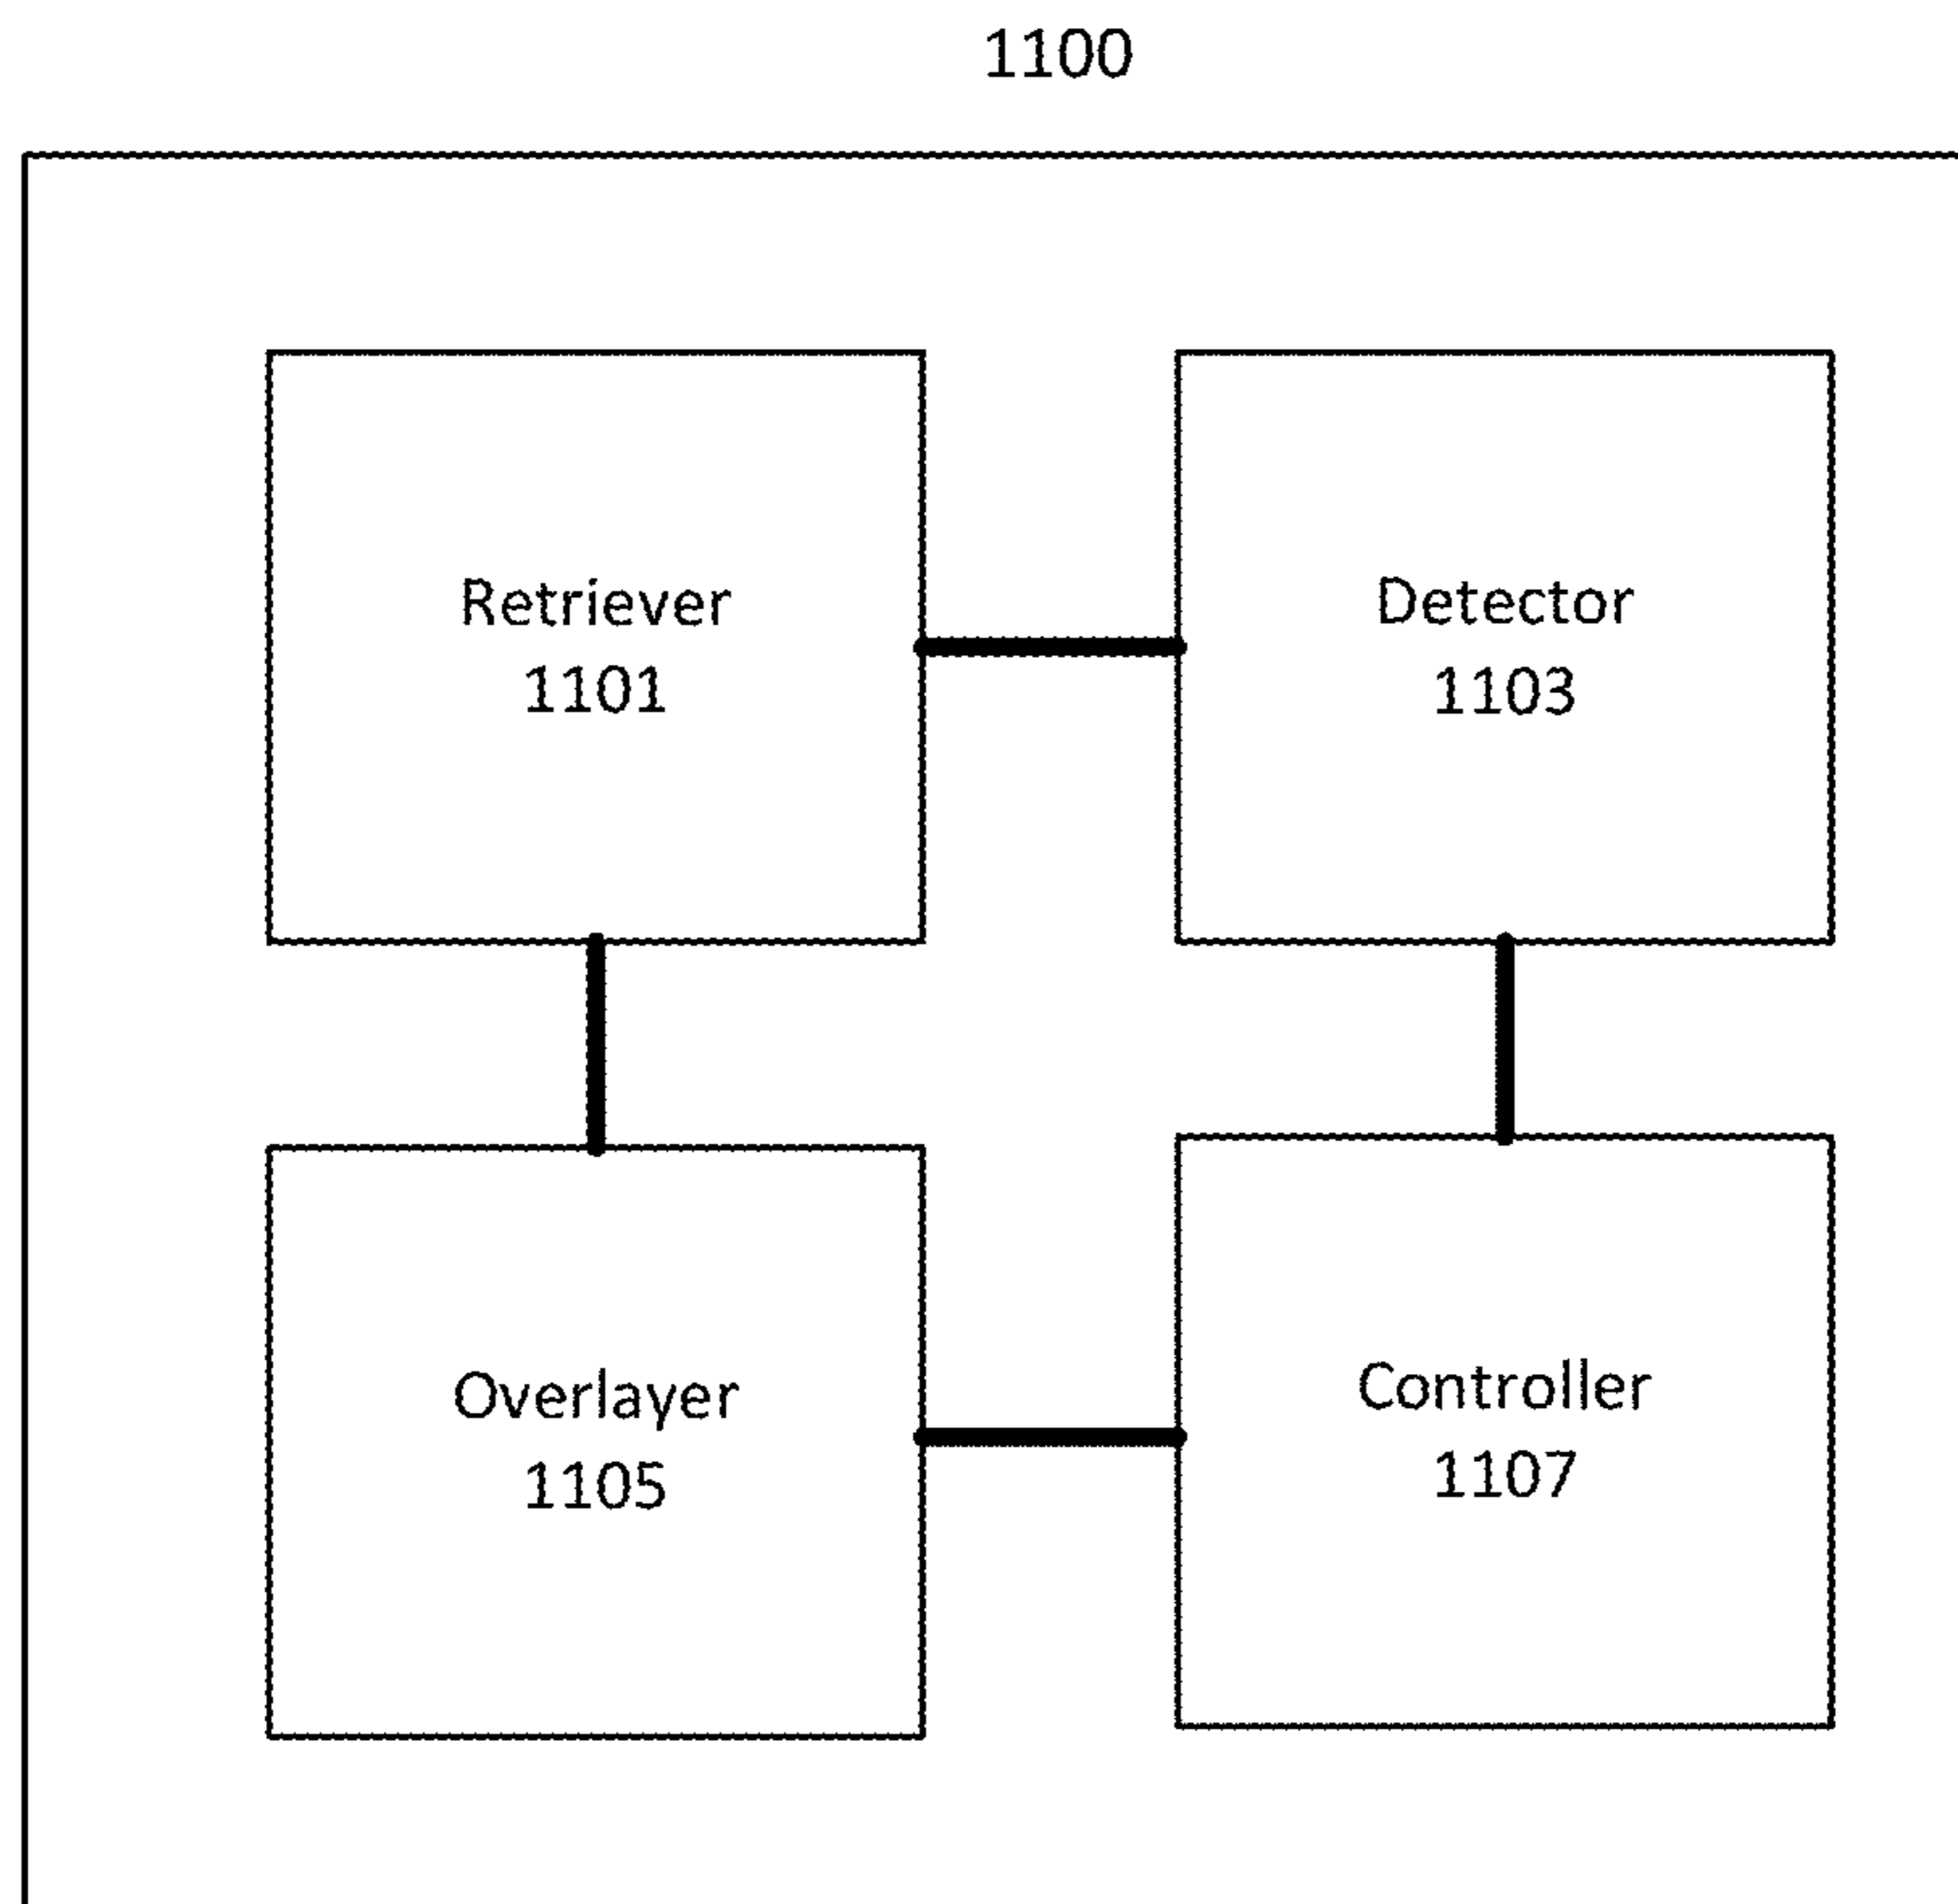 1100
Retriever
1101
Detector
1103
Overlayer
1105
Controller
1107